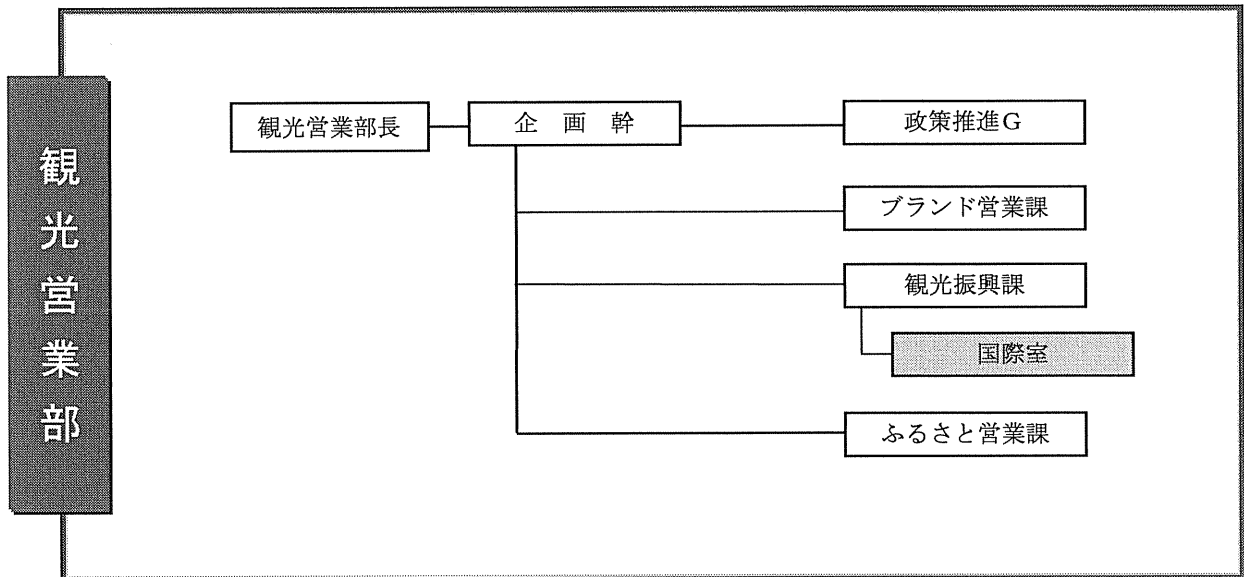 観光営業部
観光営業部長
企画幹
政策推進G
ブランド営業課
観光振興課
国際室
ふるさと営業課